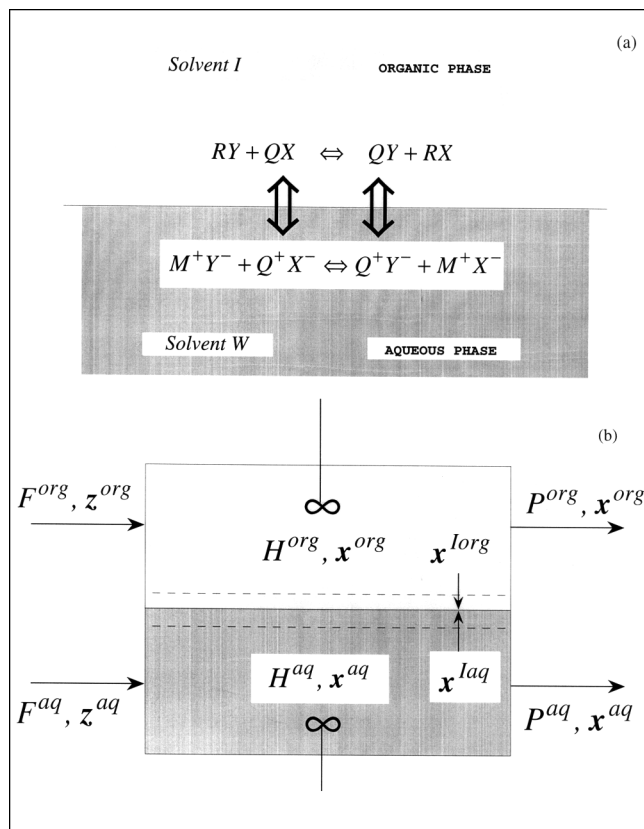 (a)
Solvent I ORGANIC PHASE
RY + QX ⇔ QY + RX
M⁺Y⁻ + Q⁺X⁻ ⇔ Q⁺Y⁻ + M⁺X⁻
Solvent W AQUEOUS PHASE
(b)
F^org, z^org P^org, x^org
H^org, x^org x^Iorg
H^aq, x^aq x^Iaq
F^aq, z^aq P^aq, x^aq